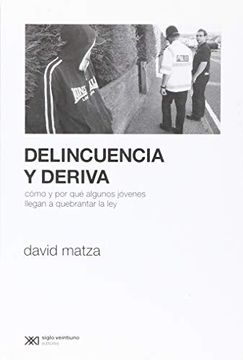 DELINCUENCIA
Y DERIVA
cómo y por qué algunos jóvenes
llegan a quebrantar la ley
david matza
siglo veintiuno
editores